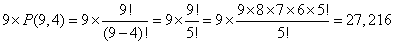 9 × P(9,4) = 9 × 9!/(9−4)! = 9 × 9!/5! = 9 × (9×8×7×6×5!)/5! = 27,216